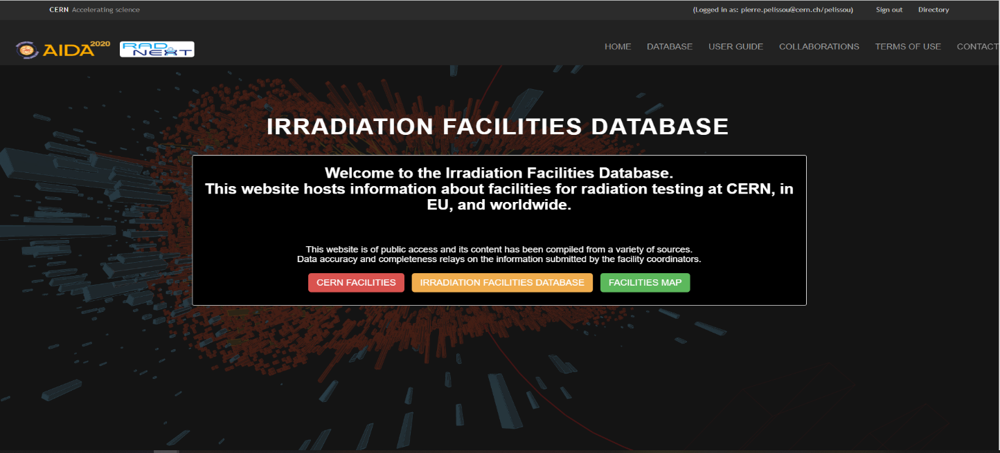 CERN Accelerating science
(Logged in as: pierre.pelissou@cern.ch/pelissou) Sign out Directory
AIDA2020 RAD NEXT
HOME DATABASE USER GUIDE COLLABORATIONS TERMS OF USE CONTACT
IRRADIATION FACILITIES DATABASE
Welcome to the Irradiation Facilities Database.
This website hosts information about facilities for radiation testing at CERN, in
EU, and worldwide.
This website is of public access and its content has been compiled from a variety of sources.
Data accuracy and completeness relays on the information submitted by the facility coordinators.
CERN FACILITIES IRRADIATION FACILITIES DATABASE FACILITIES MAP